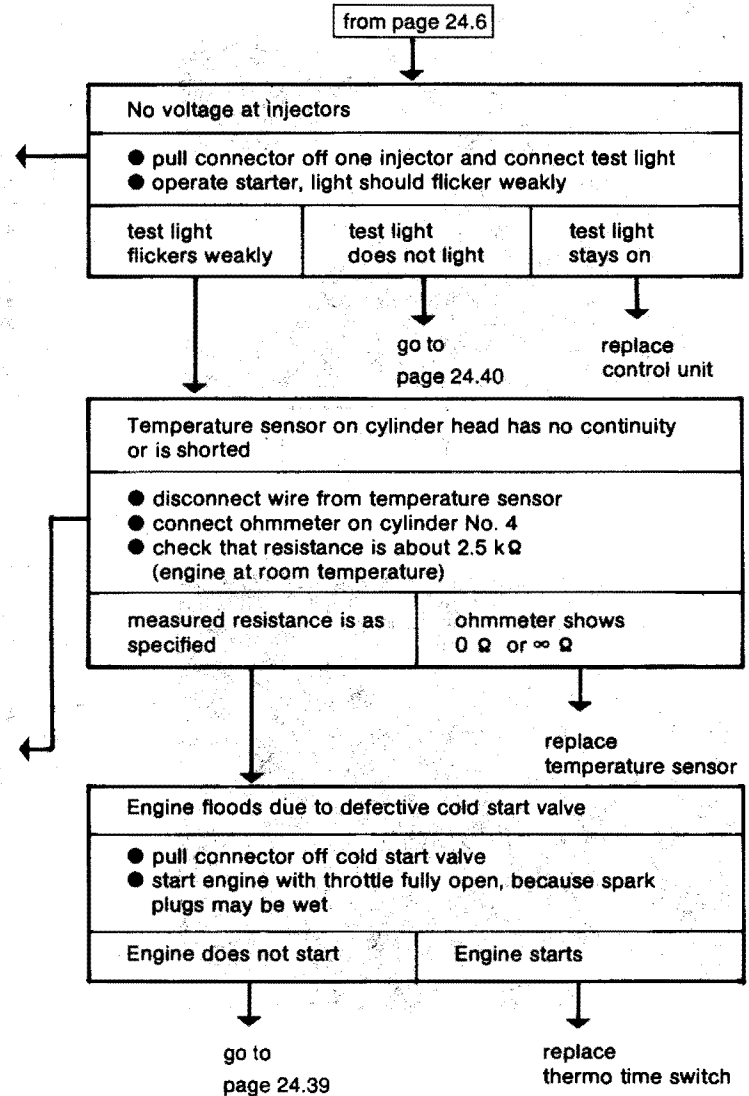 from page 24.6
No voltage at injectors
● pull connector off one injector and connect test light
● operate starter, light should flicker weakly
test light
flickers weakly
test light
does not light
test light
stays on
go to
page 24.40
replace
control unit
Temperature sensor on cylinder head has no continuity
or is shorted
● disconnect wire from temperature sensor
● connect ohmmeter on cylinder No. 4
● check that resistance is about 2.5 kΩ
(engine at room temperature)
measured resistance is as
specified
ohmmeter shows
0 Ω or ∞ Ω
replace
temperature sensor
Engine floods due to defective cold start valve
● pull connector off cold start valve
● start engine with throttle fully open, because spark
plugs may be wet
Engine does not start
Engine starts
go to
page 24.39
replace
thermo time switch